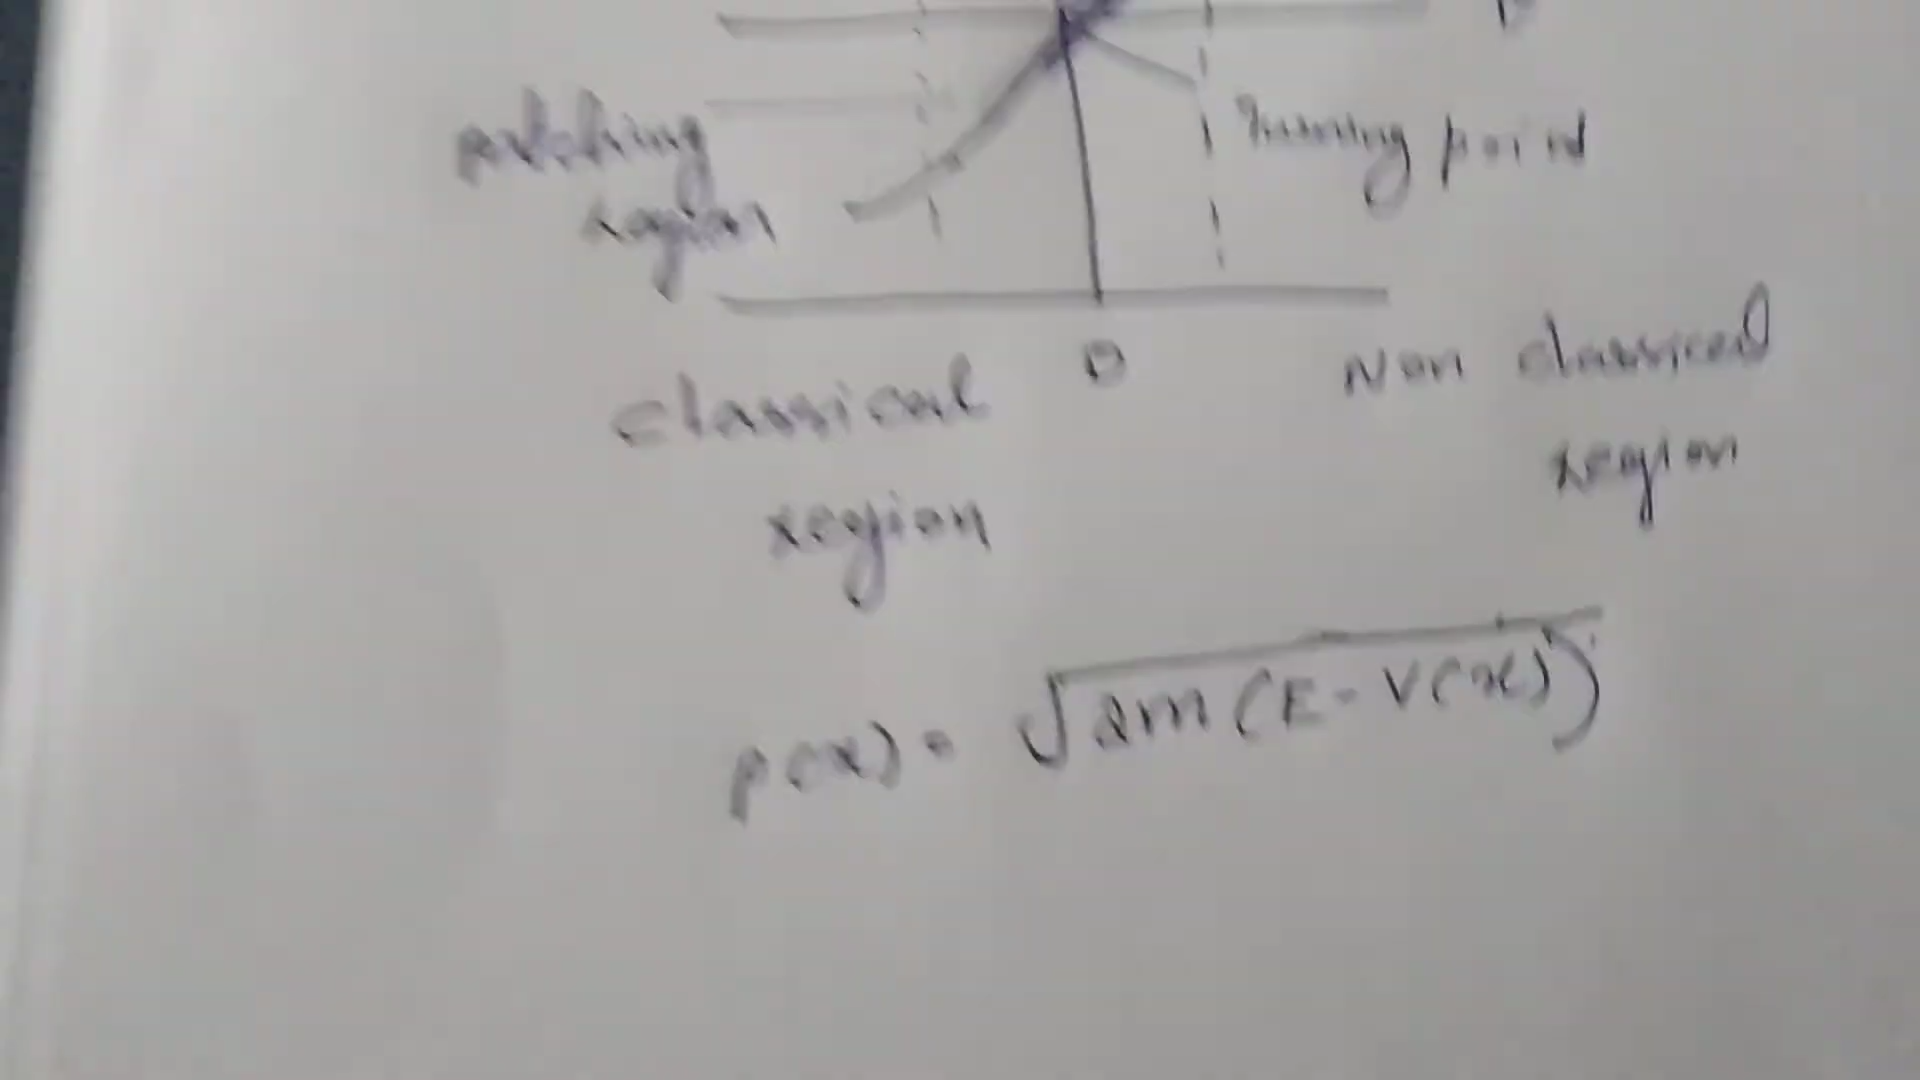 patching
region
turning point
classical
region
0
Non classical
region
p(x) = √2m(E-V(x))